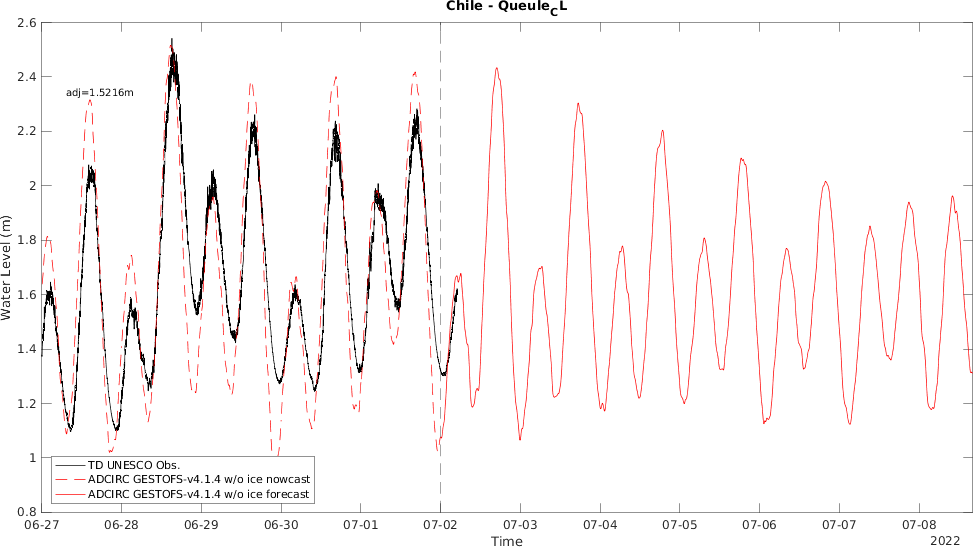 Chile - Queule_CL
2.6
2.4
2.2
2
1.8
1.6
1.4
1.2
1
0.8
Water Level (m)
adj=1.5216m
TD UNESCO Obs.
ADCIRC GESTOFS-v4.1.4 w/o ice nowcast
ADCIRC GESTOFS-v4.1.4 w/o ice forecast
06-27 06-28 06-29 06-30 07-01 07-02 07-03 07-04 07-05 07-06 07-07 07-08
Time
2022